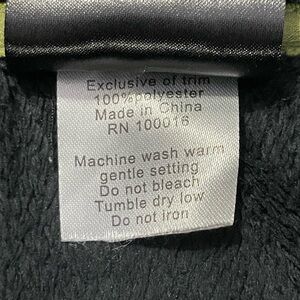 Exclusive of trim
100%polyester
Made in China
RN 100016
Machine wash warm
gentle setting
Do not bleach
Tumble dry low
Do not iron